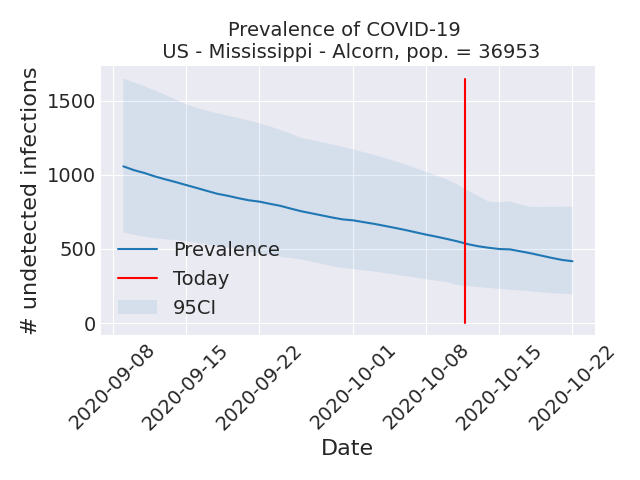 Prevalence of COVID-19
US - Mississippi - Alcorn, pop. = 36953
# undetected infections
1500
1000
500
0
Prevalence
Today
95CI
2020-09-08
2020-09-15
2020-09-22
2020-10-01
2020-10-08
2020-10-15
2020-10-22
Date